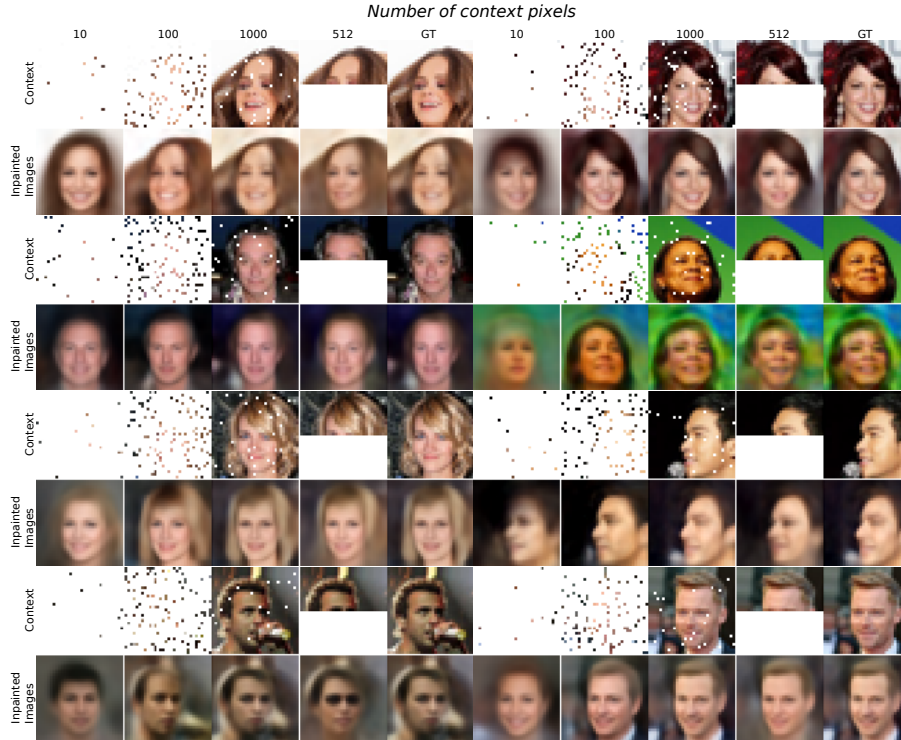 Number of context pixels
10 100 1000 512 GT 10 100 1000 512 GT
Context
Inpainted
Images
Context
Inpainted
Images
Context
Inpainted
Images
Context
Inpainted
Images